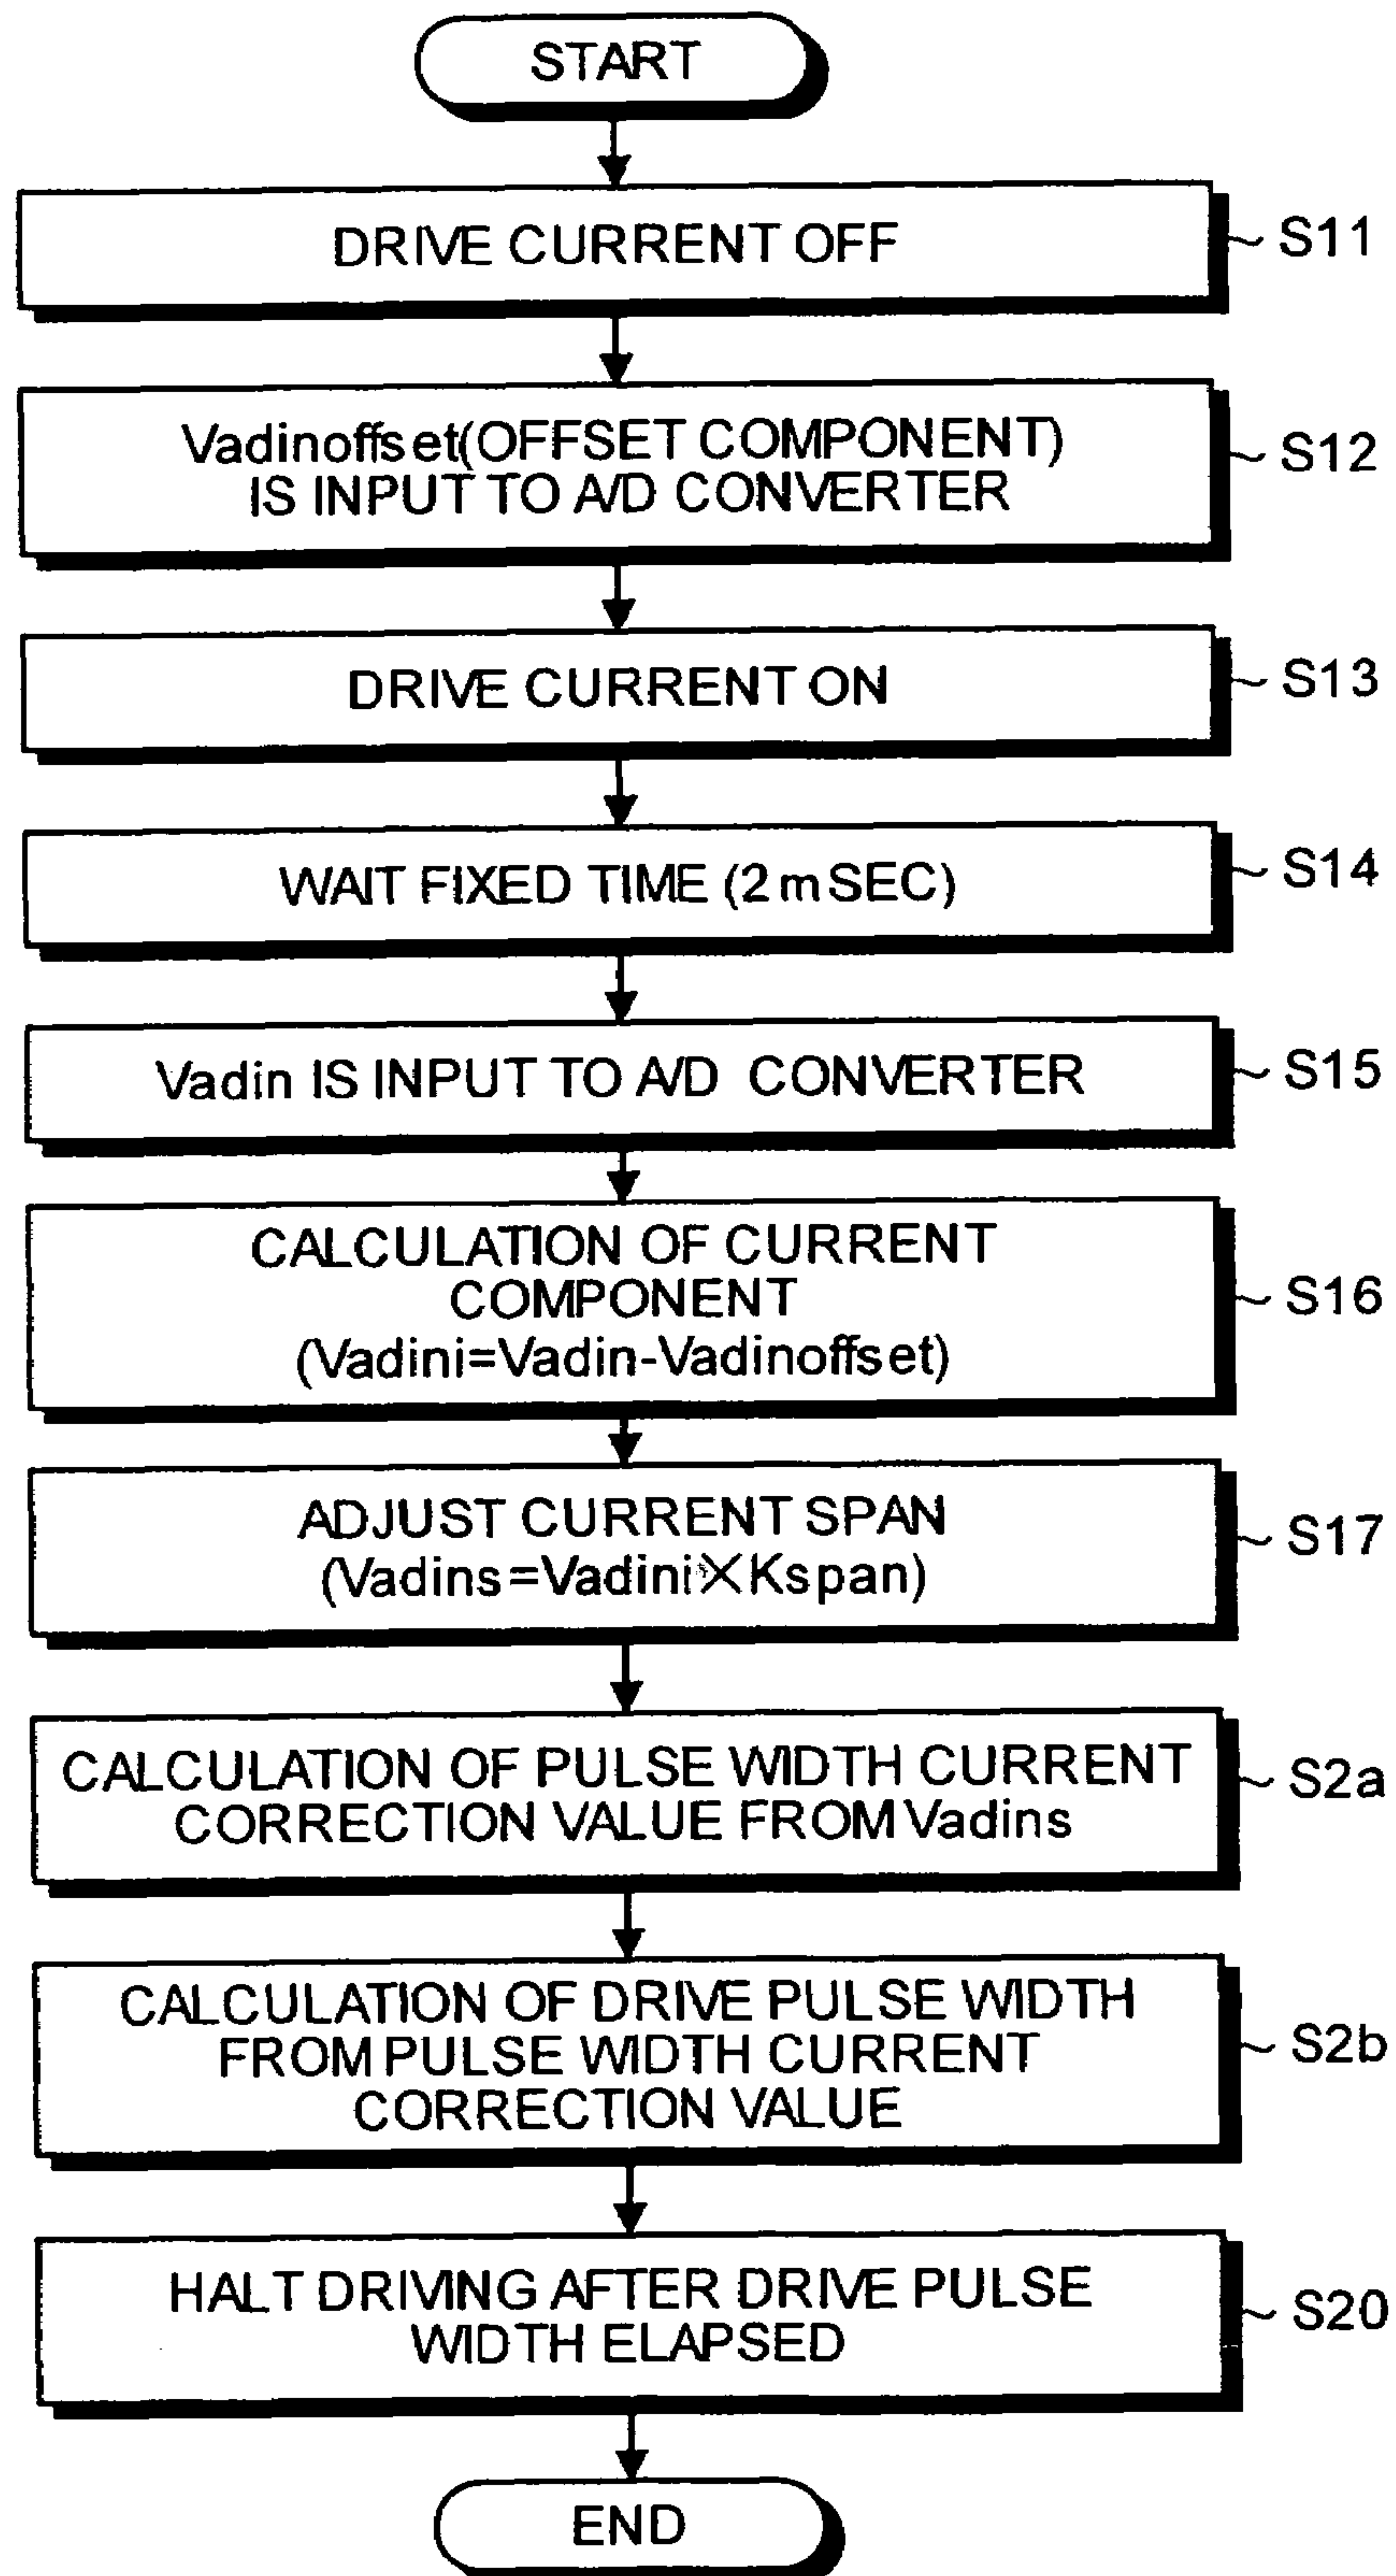 START
DRIVE CURRENT OFF
S11
Vadinoffset(OFFSET COMPONENT)
IS INPUT TO A/D CONVERTER
S12
DRIVE CURRENT ON
S13
WAIT FIXED TIME (2 mSEC)
S14
Vadin IS INPUT TO A/D CONVERTER
S15
CALCULATION OF CURRENT
COMPONENT
(Vadini=Vadin-Vadinoffset)
S16
ADJUST CURRENT SPAN
(Vadins=Vadini×Kspan)
S17
CALCULATION OF PULSE WIDTH CURRENT
CORRECTION VALUE FROM Vadins
S2a
CALCULATION OF DRIVE PULSE WIDTH
FROM PULSE WIDTH CURRENT
CORRECTION VALUE
S2b
HALT DRIVING AFTER DRIVE PULSE
WIDTH ELAPSED
S20
END